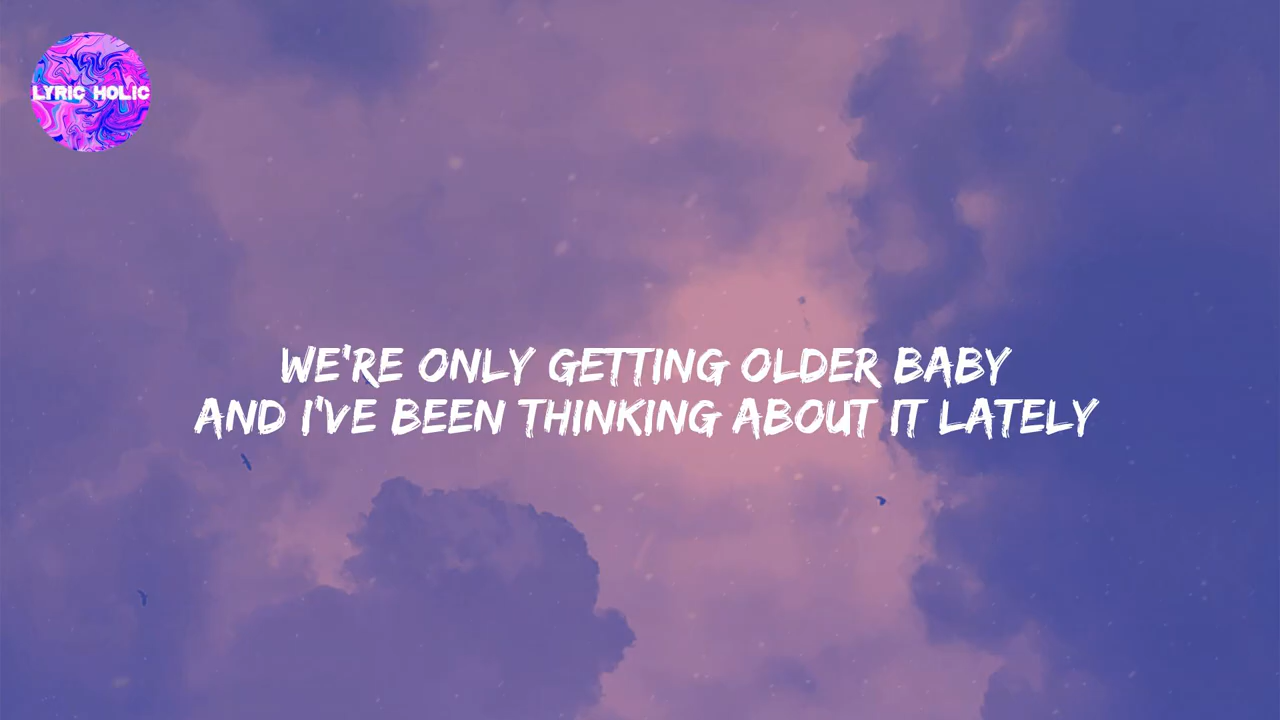 LYRIC HOLIC
WE'RE ONLY GETTING OLDER BABY
AND I'VE BEEN THINKING ABOUT IT LATELY